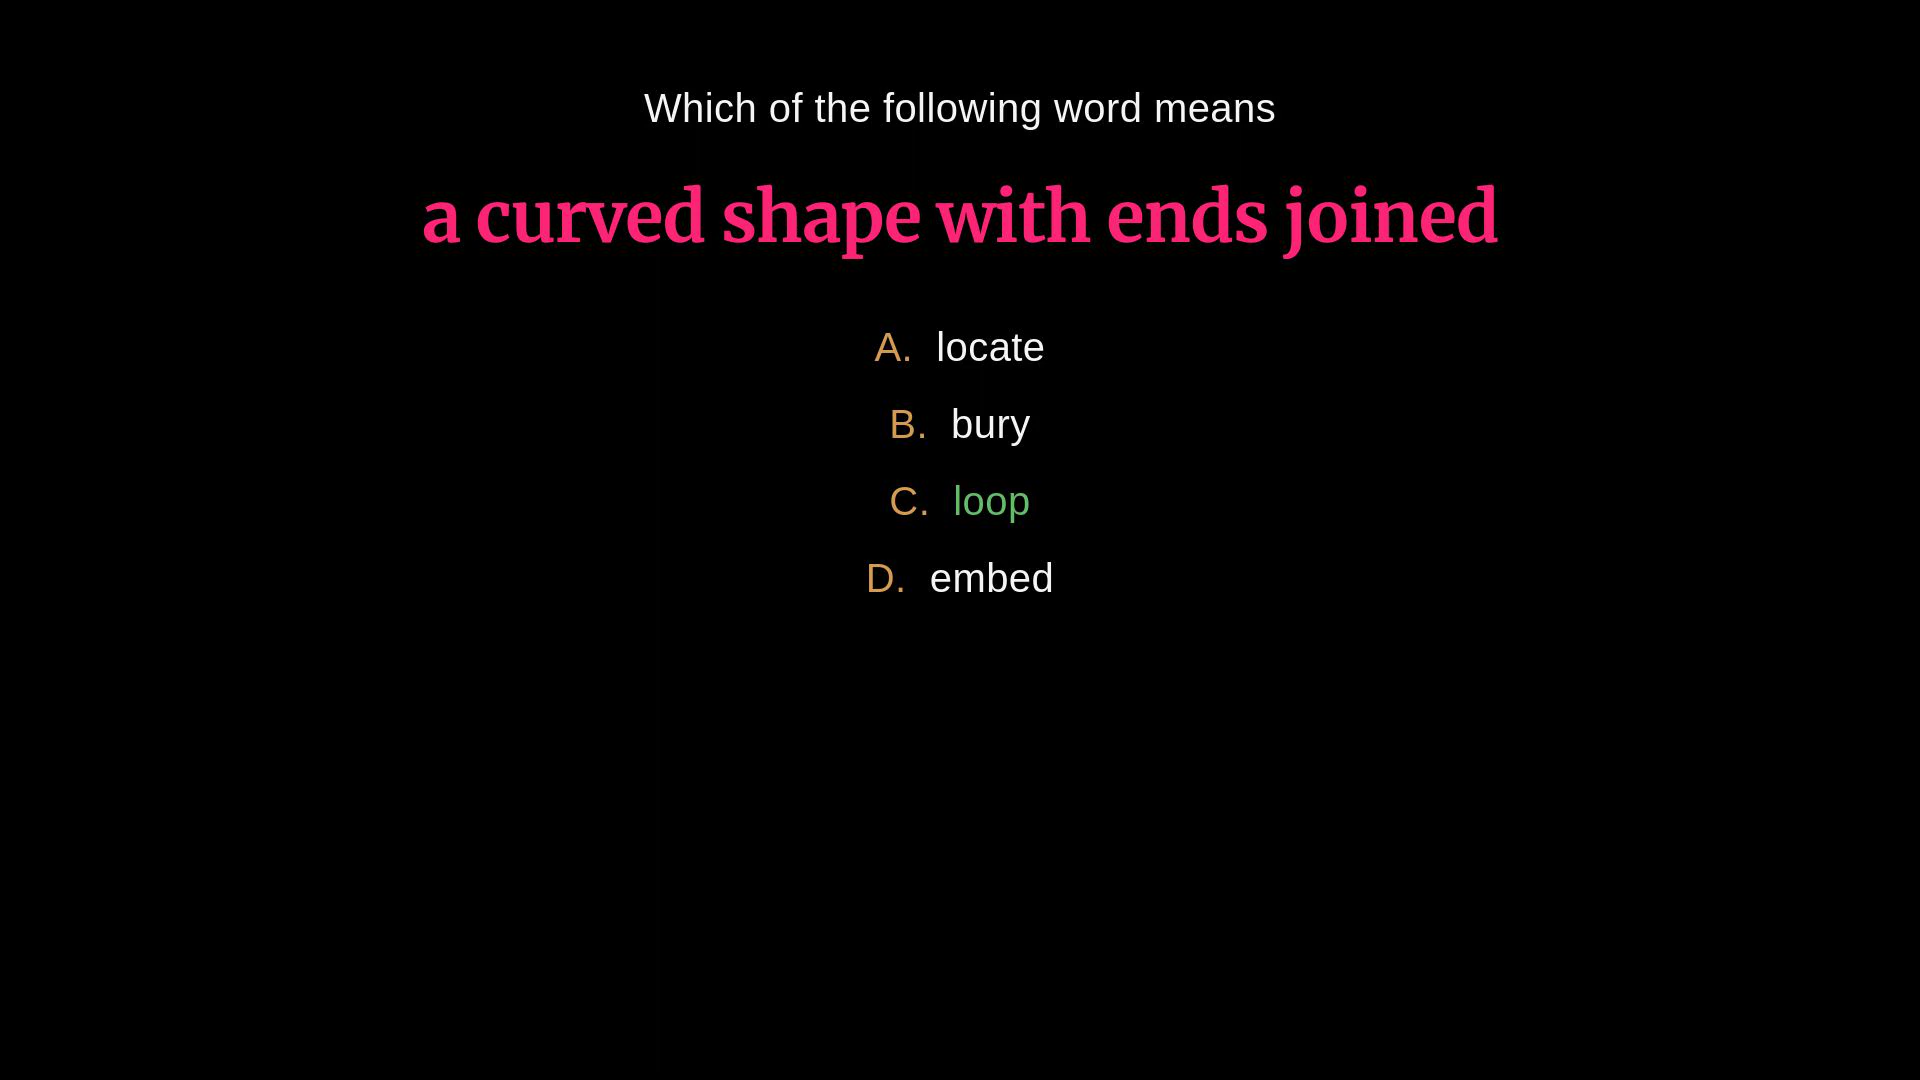 Which of the following word means
a curved shape with ends joined
A. locate
B. bury
C. loop
D. embed